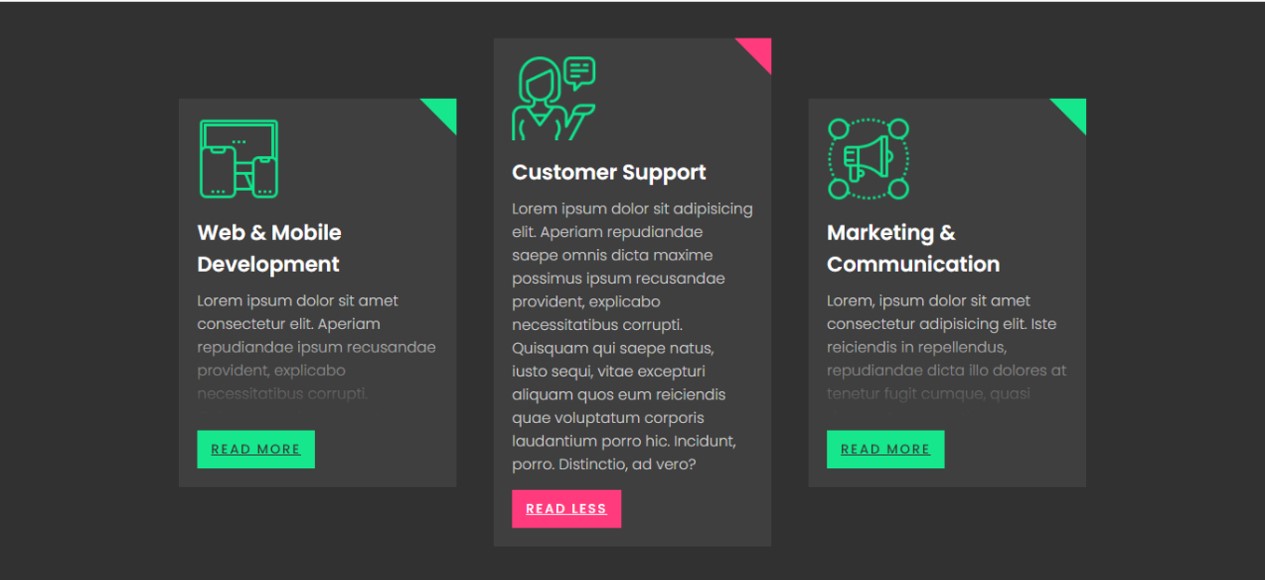 Web & Mobile
Development
Lorem ipsum dolor sit amet
consectetur elit. Aperiam
repudiandae ipsum recusandae
provident, explicabo
necessitatibus corrupti.
READ MORE
Customer Support
Lorem ipsum dolor sit adipisicing
elit. Aperiam repudiandae
saepe omnis dicta maxime
possimus ipsum recusandae
provident, explicabo
necessitatibus corrupti.
Quisquam qui saepe natus,
iusto sequi, vitae excepturi
aliquam quos eum reiciendis
quae voluptatum corporis
laudantium porro hic. Incidunt,
porro. Distinctio, ad vero?
READ LESS
Marketing &
Communication
Lorem, ipsum dolor sit amet
consectetur adipisicing elit. Iste
reiciendis in repellendus,
repudiandae dicta illo dolores at
tenetur fugit cumque, quasi
READ MORE